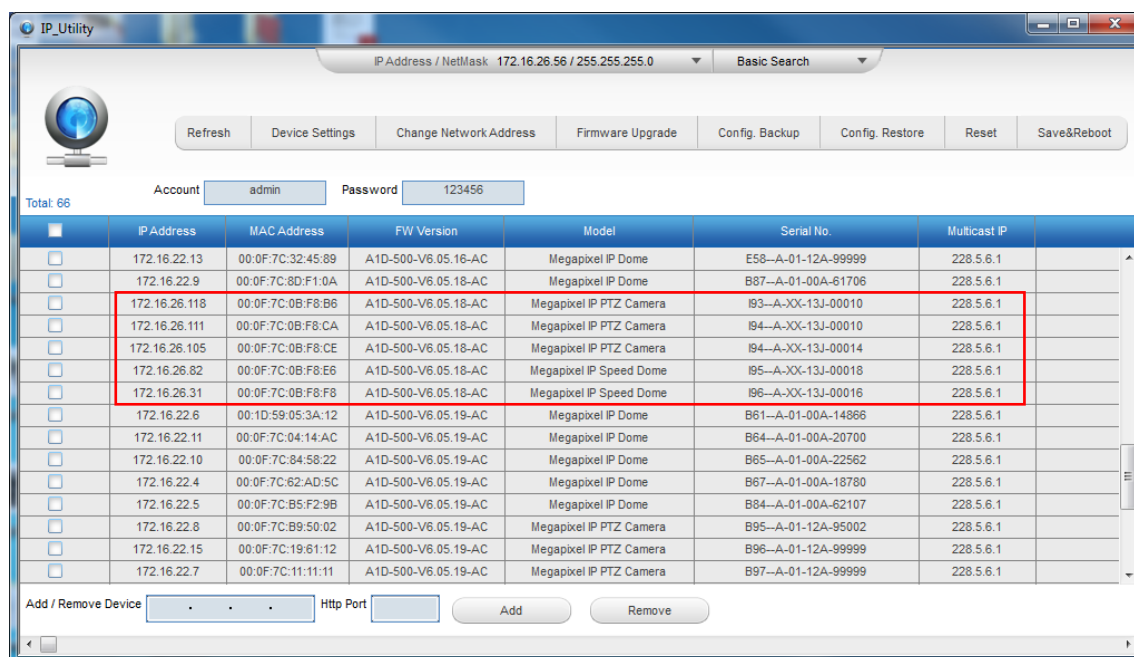 IP_Utility
IP Address / NetMask 172.16.26.56 / 255.255.255.0 Basic Search
Refresh Device Settings Change Network Address Firmware Upgrade Config. Backup Config. Restore Reset Save&Reboot
Account admin Password 123456
Total: 66
IP Address MAC Address FW Version Model Serial No. Multicast IP
172.16.22.13 00:0F:7C:32:45:89 A1D-500-V6.05.16-AC Megapixel IP Dome E58--A-01-12A-99999 228.5.6.1
172.16.22.9 00:0F:7C:8D:F1:0A A1D-500-V6.05.18-AC Megapixel IP Dome B87--A-01-00A-61706 228.5.6.1
172.16.26.118 00:0F:7C:0B:F8:B6 A1D-500-V6.05.18-AC Megapixel IP PTZ Camera I93--A-XX-13J-00010 228.5.6.1
172.16.26.111 00:0F:7C:0B:F8:CA A1D-500-V6.05.18-AC Megapixel IP PTZ Camera I94--A-XX-13J-00010 228.5.6.1
172.16.26.105 00:0F:7C:0B:F8:CE A1D-500-V6.05.18-AC Megapixel IP PTZ Camera I94--A-XX-13J-00014 228.5.6.1
172.16.26.82 00:0F:7C:0B:F8:E6 A1D-500-V6.05.18-AC Megapixel IP Speed Dome I95--A-XX-13J-00018 228.5.6.1
172.16.26.31 00:0F:7C:0B:F8:F8 A1D-500-V6.05.18-AC Megapixel IP Speed Dome I96--A-XX-13J-00016 228.5.6.1
172.16.22.6 00:1D:59:05:3A:12 A1D-500-V6.05.19-AC Megapixel IP Dome B61--A-01-00A-14866 228.5.6.1
172.16.22.11 00:0F:7C:04:14:AC A1D-500-V6.05.19-AC Megapixel IP Dome B64--A-01-00A-20700 228.5.6.1
172.16.22.10 00:0F:7C:84:58:22 A1D-500-V6.05.19-AC Megapixel IP Dome B65--A-01-00A-22562 228.5.6.1
172.16.22.4 00:0F:7C:62:AD:5C A1D-500-V6.05.19-AC Megapixel IP Dome B67--A-01-00A-18780 228.5.6.1
172.16.22.5 00:0F:7C:B5:F2:9B A1D-500-V6.05.19-AC Megapixel IP Dome B84--A-01-00A-62107 228.5.6.1
172.16.22.8 00:0F:7C:B9:50:02 A1D-500-V6.05.19-AC Megapixel IP PTZ Camera B95--A-01-12A-95002 228.5.6.1
172.16.22.15 00:0F:7C:19:61:12 A1D-500-V6.05.19-AC Megapixel IP PTZ Camera B96--A-01-12A-99999 228.5.6.1
172.16.22.7 00:0F:7C:11:11:11 A1D-500-V6.05.19-AC Megapixel IP PTZ Camera B97--A-01-12A-99999 228.5.6.1
Add / Remove Device . . . Http Port Add Remove